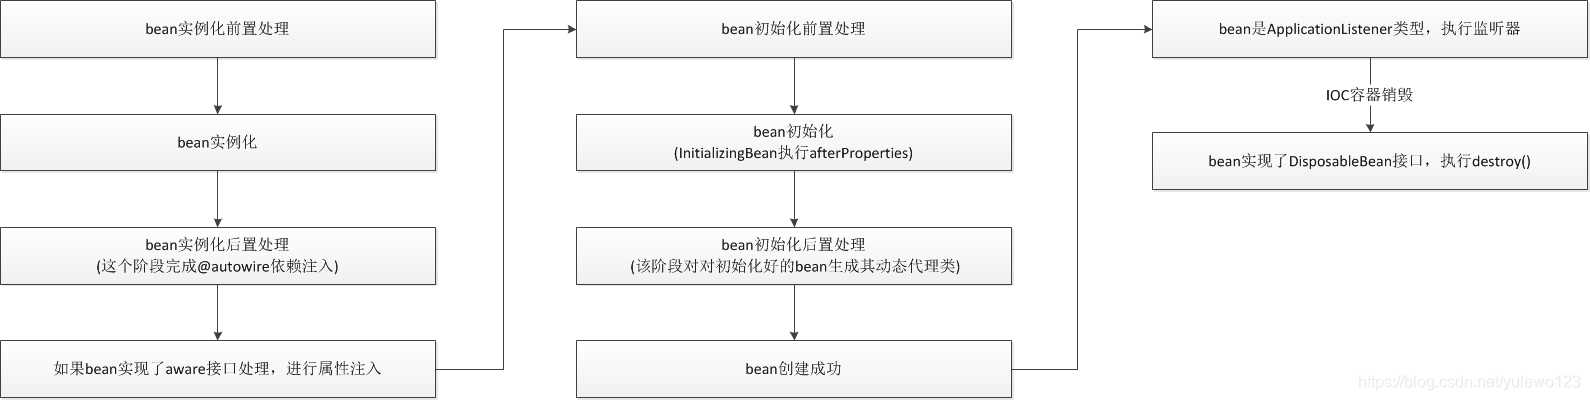 bean实例化前置处理
bean实例化
bean实例化后置处理
(这个阶段完成@autowire依赖注入)
如果bean实现了aware接口处理，进行属性注入
bean初始化前置处理
bean初始化
(InitializingBean执行afterProperties)
bean初始化后置处理
(该阶段对对初始化好的bean生成其动态代理类)
bean创建成功
bean是ApplicationListener类型，执行监听器
IOC容器销毁
bean实现了DisposableBean接口，执行destroy()
https://blog.csdn.net/yulewo123